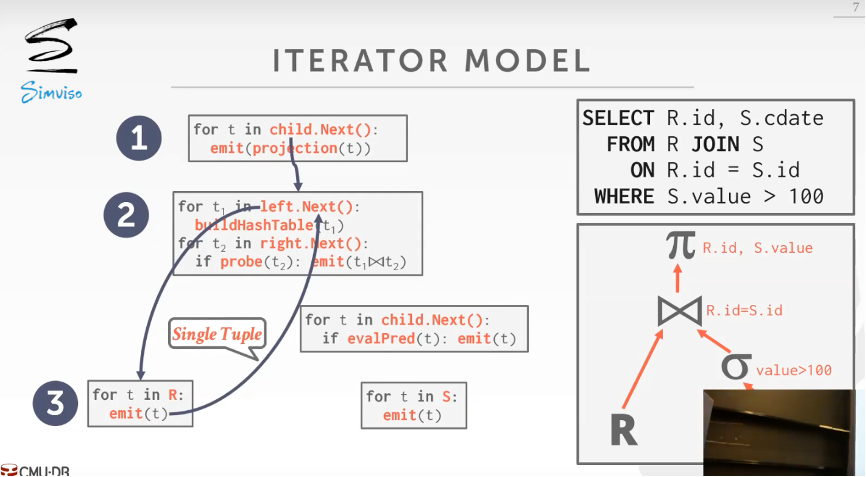 7
Simviso
ITERATOR MODEL
1
for t in child.Next():
emit(projection(t))
2
for t₁ in left.Next():
buildHashTable(t₁)
for t₂ in right.Next():
if probe(t₂): emit(t₁⋈t₂)
Single Tuple
for t in child.Next():
if evalPred(t): emit(t)
3
for t in R:
emit(t)
for t in S:
emit(t)
SELECT R.id, S.cdate
FROM R JOIN S
ON R.id = S.id
WHERE S.value > 100
π R.id, S.value
⋈ R.id=S.id
σ value>100
R
CMU·DB